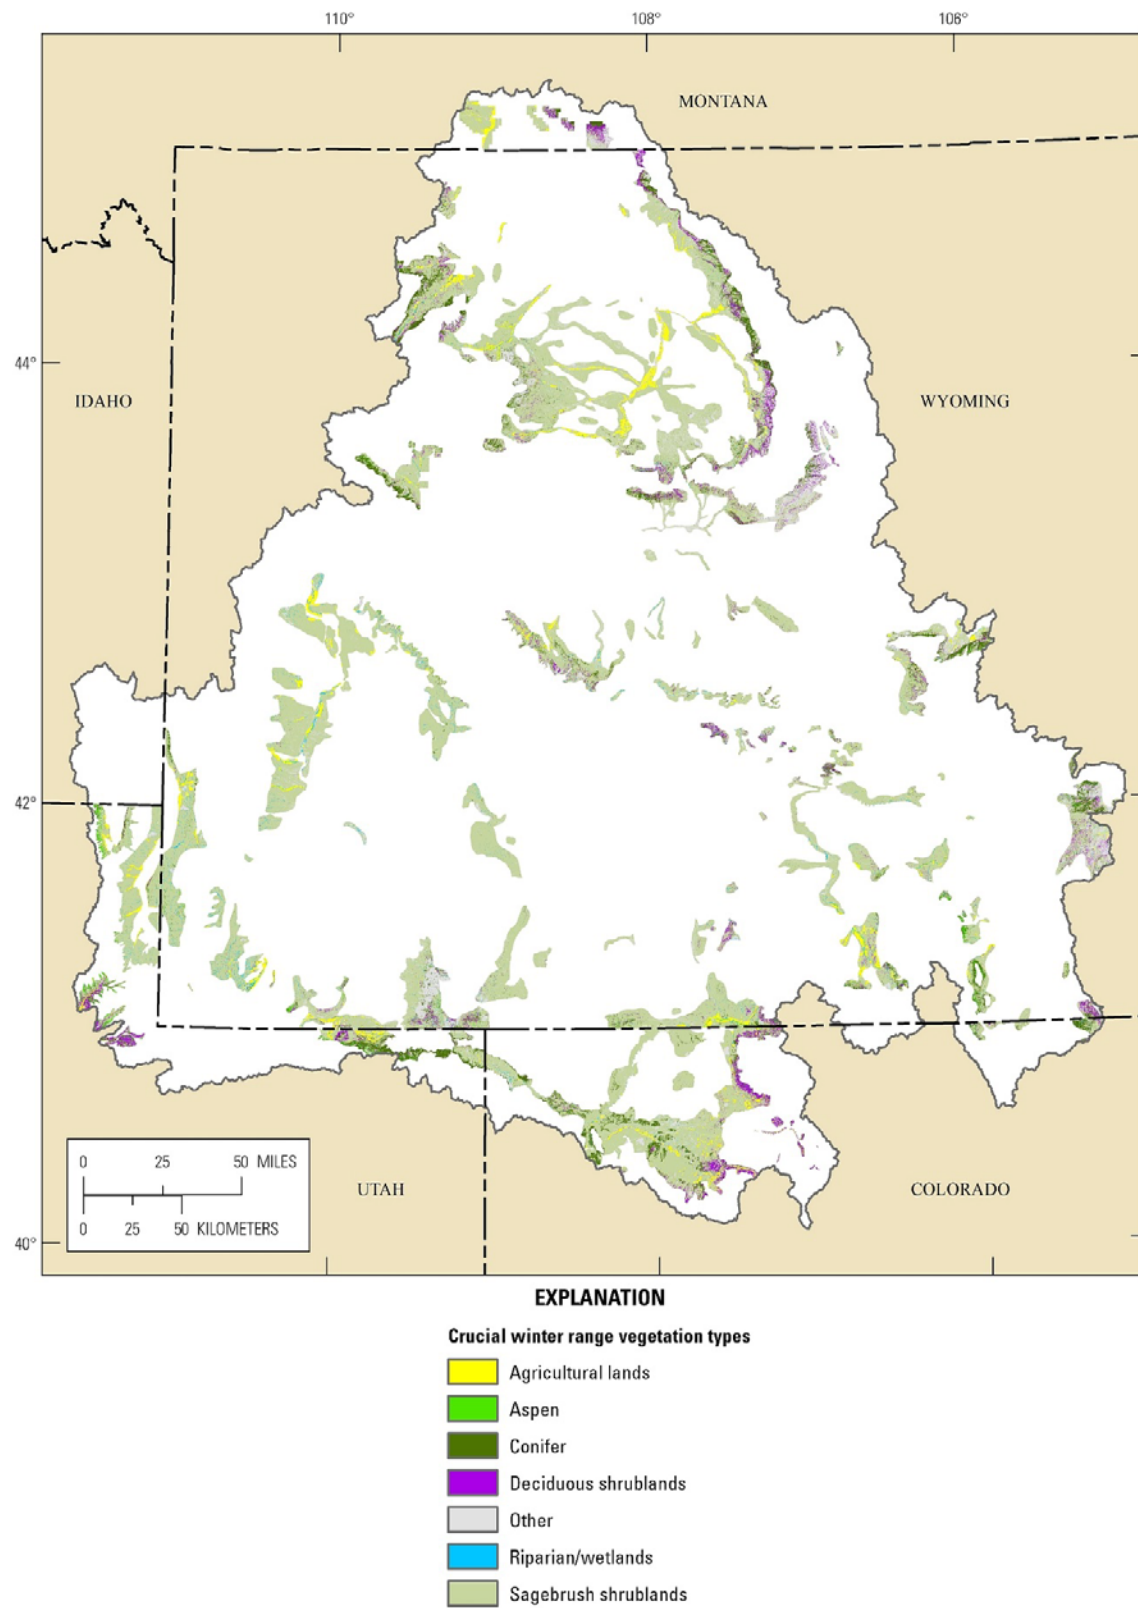 110° 108° 106°
MONTANA
44°
IDAHO
WYOMING
42°
0 25 50 MILES
0 25 50 KILOMETERS
UTAH
COLORADO
40°
EXPLANATION
Crucial winter range vegetation types
Agricultural lands
Aspen
Conifer
Deciduous shrublands
Other
Riparian/wetlands
Sagebrush shrublands